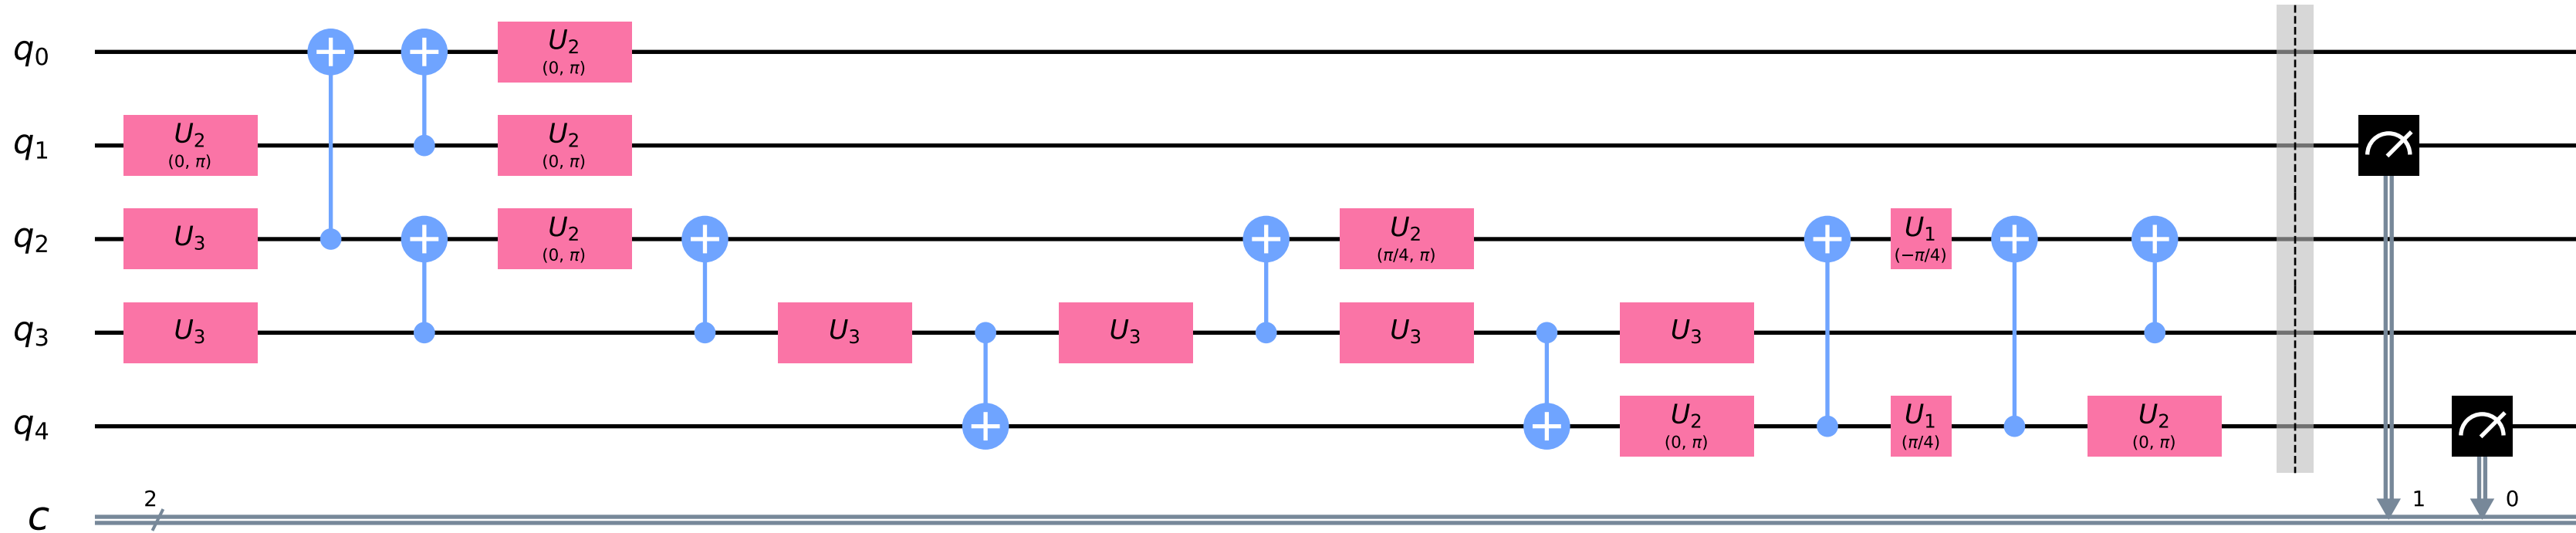 q0 U2 (0, π)
q1 U2 (0, π) U2 (0, π)
q2 U3 U2 (0, π) U2 (π/4, π) U1 (−π/4)
q3 U3 U3 U3 U3 U3
q4 U2 (0, π) U1 (π/4) U2 (0, π)
c 2 1 0